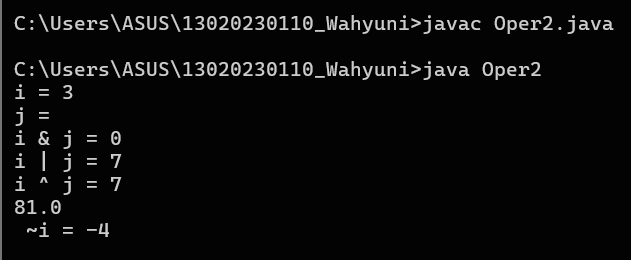 C:\Users\ASUS\13020230110_Wahyuni>javac Oper2.java
C:\Users\ASUS\13020230110_Wahyuni>java Oper2
i = 3
j =
i & j = 0
i | j = 7
i ^ j = 7
81.0
 ~i = -4